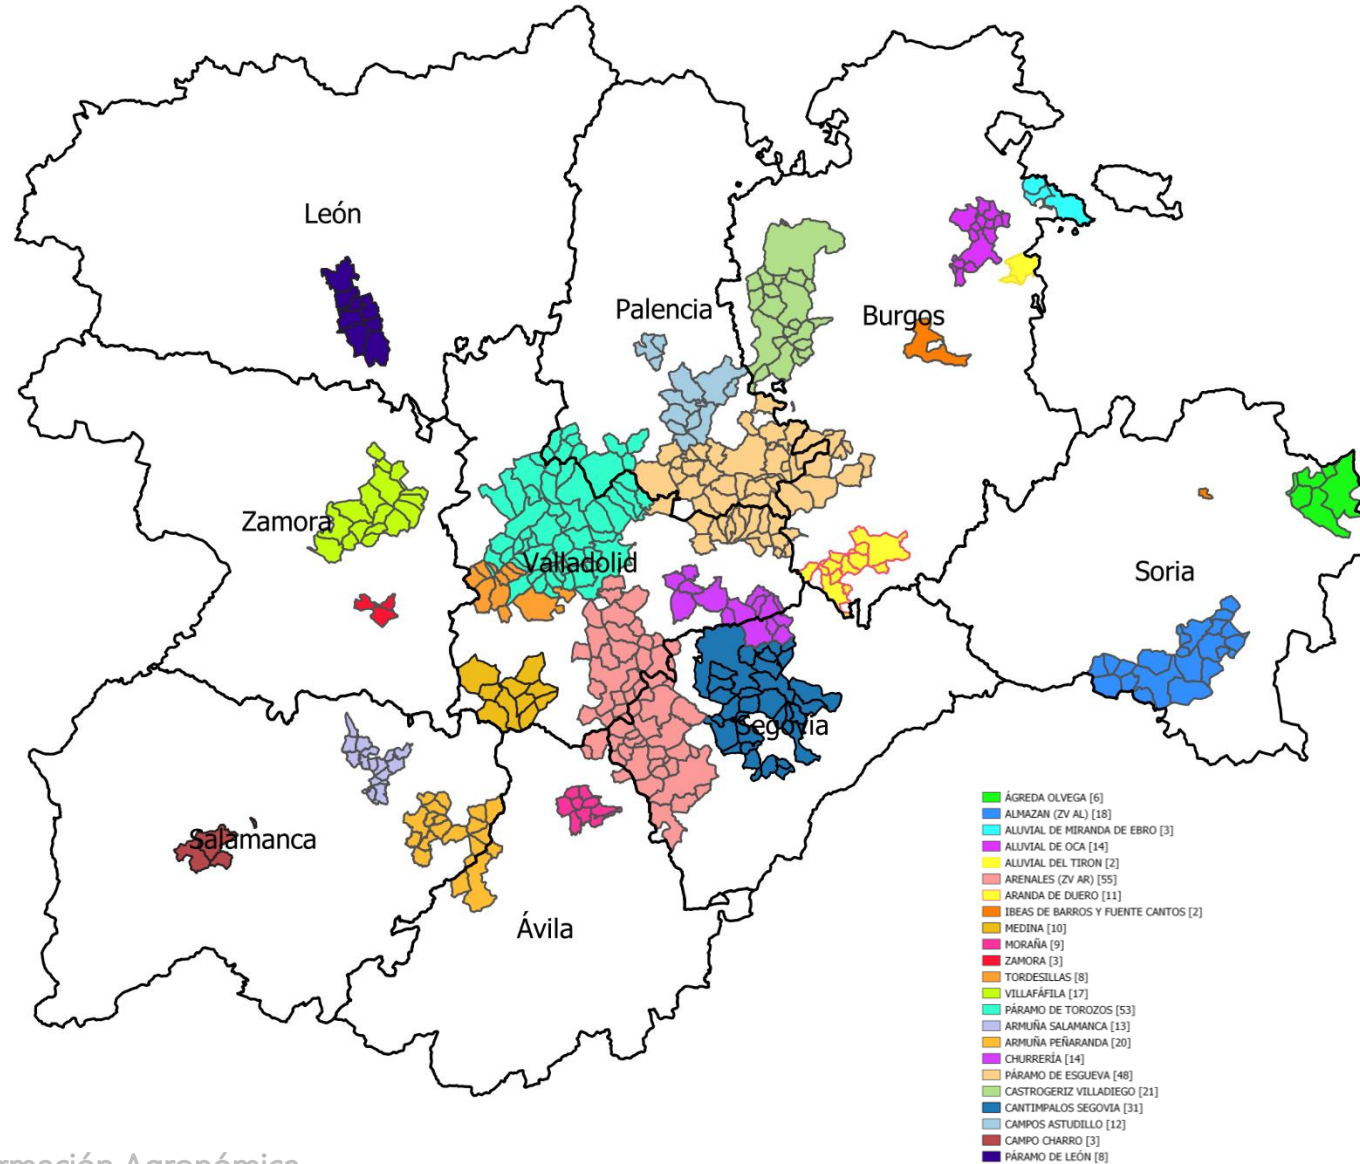 León
Palencia
Burgos
Zamora
Valladolid
Soria
Segovia
Salamanca
Ávila
ÁGREDA OLVEGA [6]
ALMAZAN (ZV AL) [18]
ALUVIAL DE MIRANDA DE EBRO [3]
ALUVIAL DE OCA [14]
ALUVIAL DEL TIRON [2]
ARENALES (ZV AR) [55]
ARANDA DE DUERO [11]
IBEAS DE BARROS Y FUENTE CANTOS [2]
MEDINA [10]
MORAÑA [9]
ZAMORA [3]
TORDESILLAS [8]
VILLAFÁFILA [17]
PÁRAMO DE TOROZOS [53]
ARMUÑA SALAMANCA [13]
ARMUÑA PEÑARANDA [20]
CHURRERÍA [14]
PÁRAMO DE ESGUEVA [48]
CASTROGERIZ VILLADIEGO [21]
CANTIMPALOS SEGOVIA [31]
CAMPOS ASTUDILLO [12]
CAMPO CHARRO [3]
PÁRAMO DE LEÓN [8]
rmación Agronómica